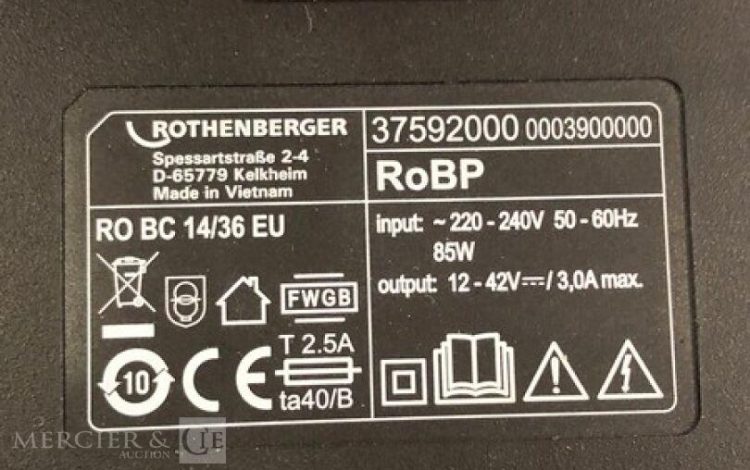 ROTHENBERGER
Spessartstraße 2-4
D-65779 Kelkheim
Made in Vietnam
37592000 0003900000
RoBP
RO BC 14/36 EU
input: ~ 220 - 240V 50 - 60Hz
85W
output: 12 - 42V⎓/ 3,0A max.
FWGB
T 2.5A
10
CE
ta40/B
MERCIER & CIE
AUCTION